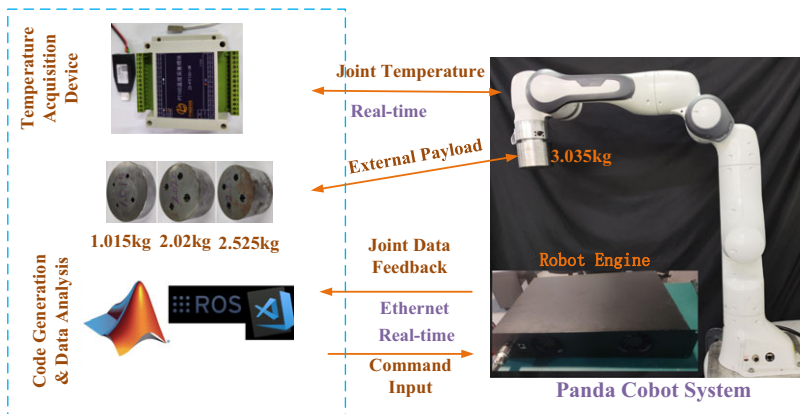 Temperature
Acquisition
Device
Joint Temperature
Real-time
External Payload
3.035kg
1.015kg
2.02kg
2.525kg
Code Generation
& Data Analysis
ROS
Joint Data
Feedback
Ethernet
Real-time
Command
Input
Robot Engine
Panda Cobot System